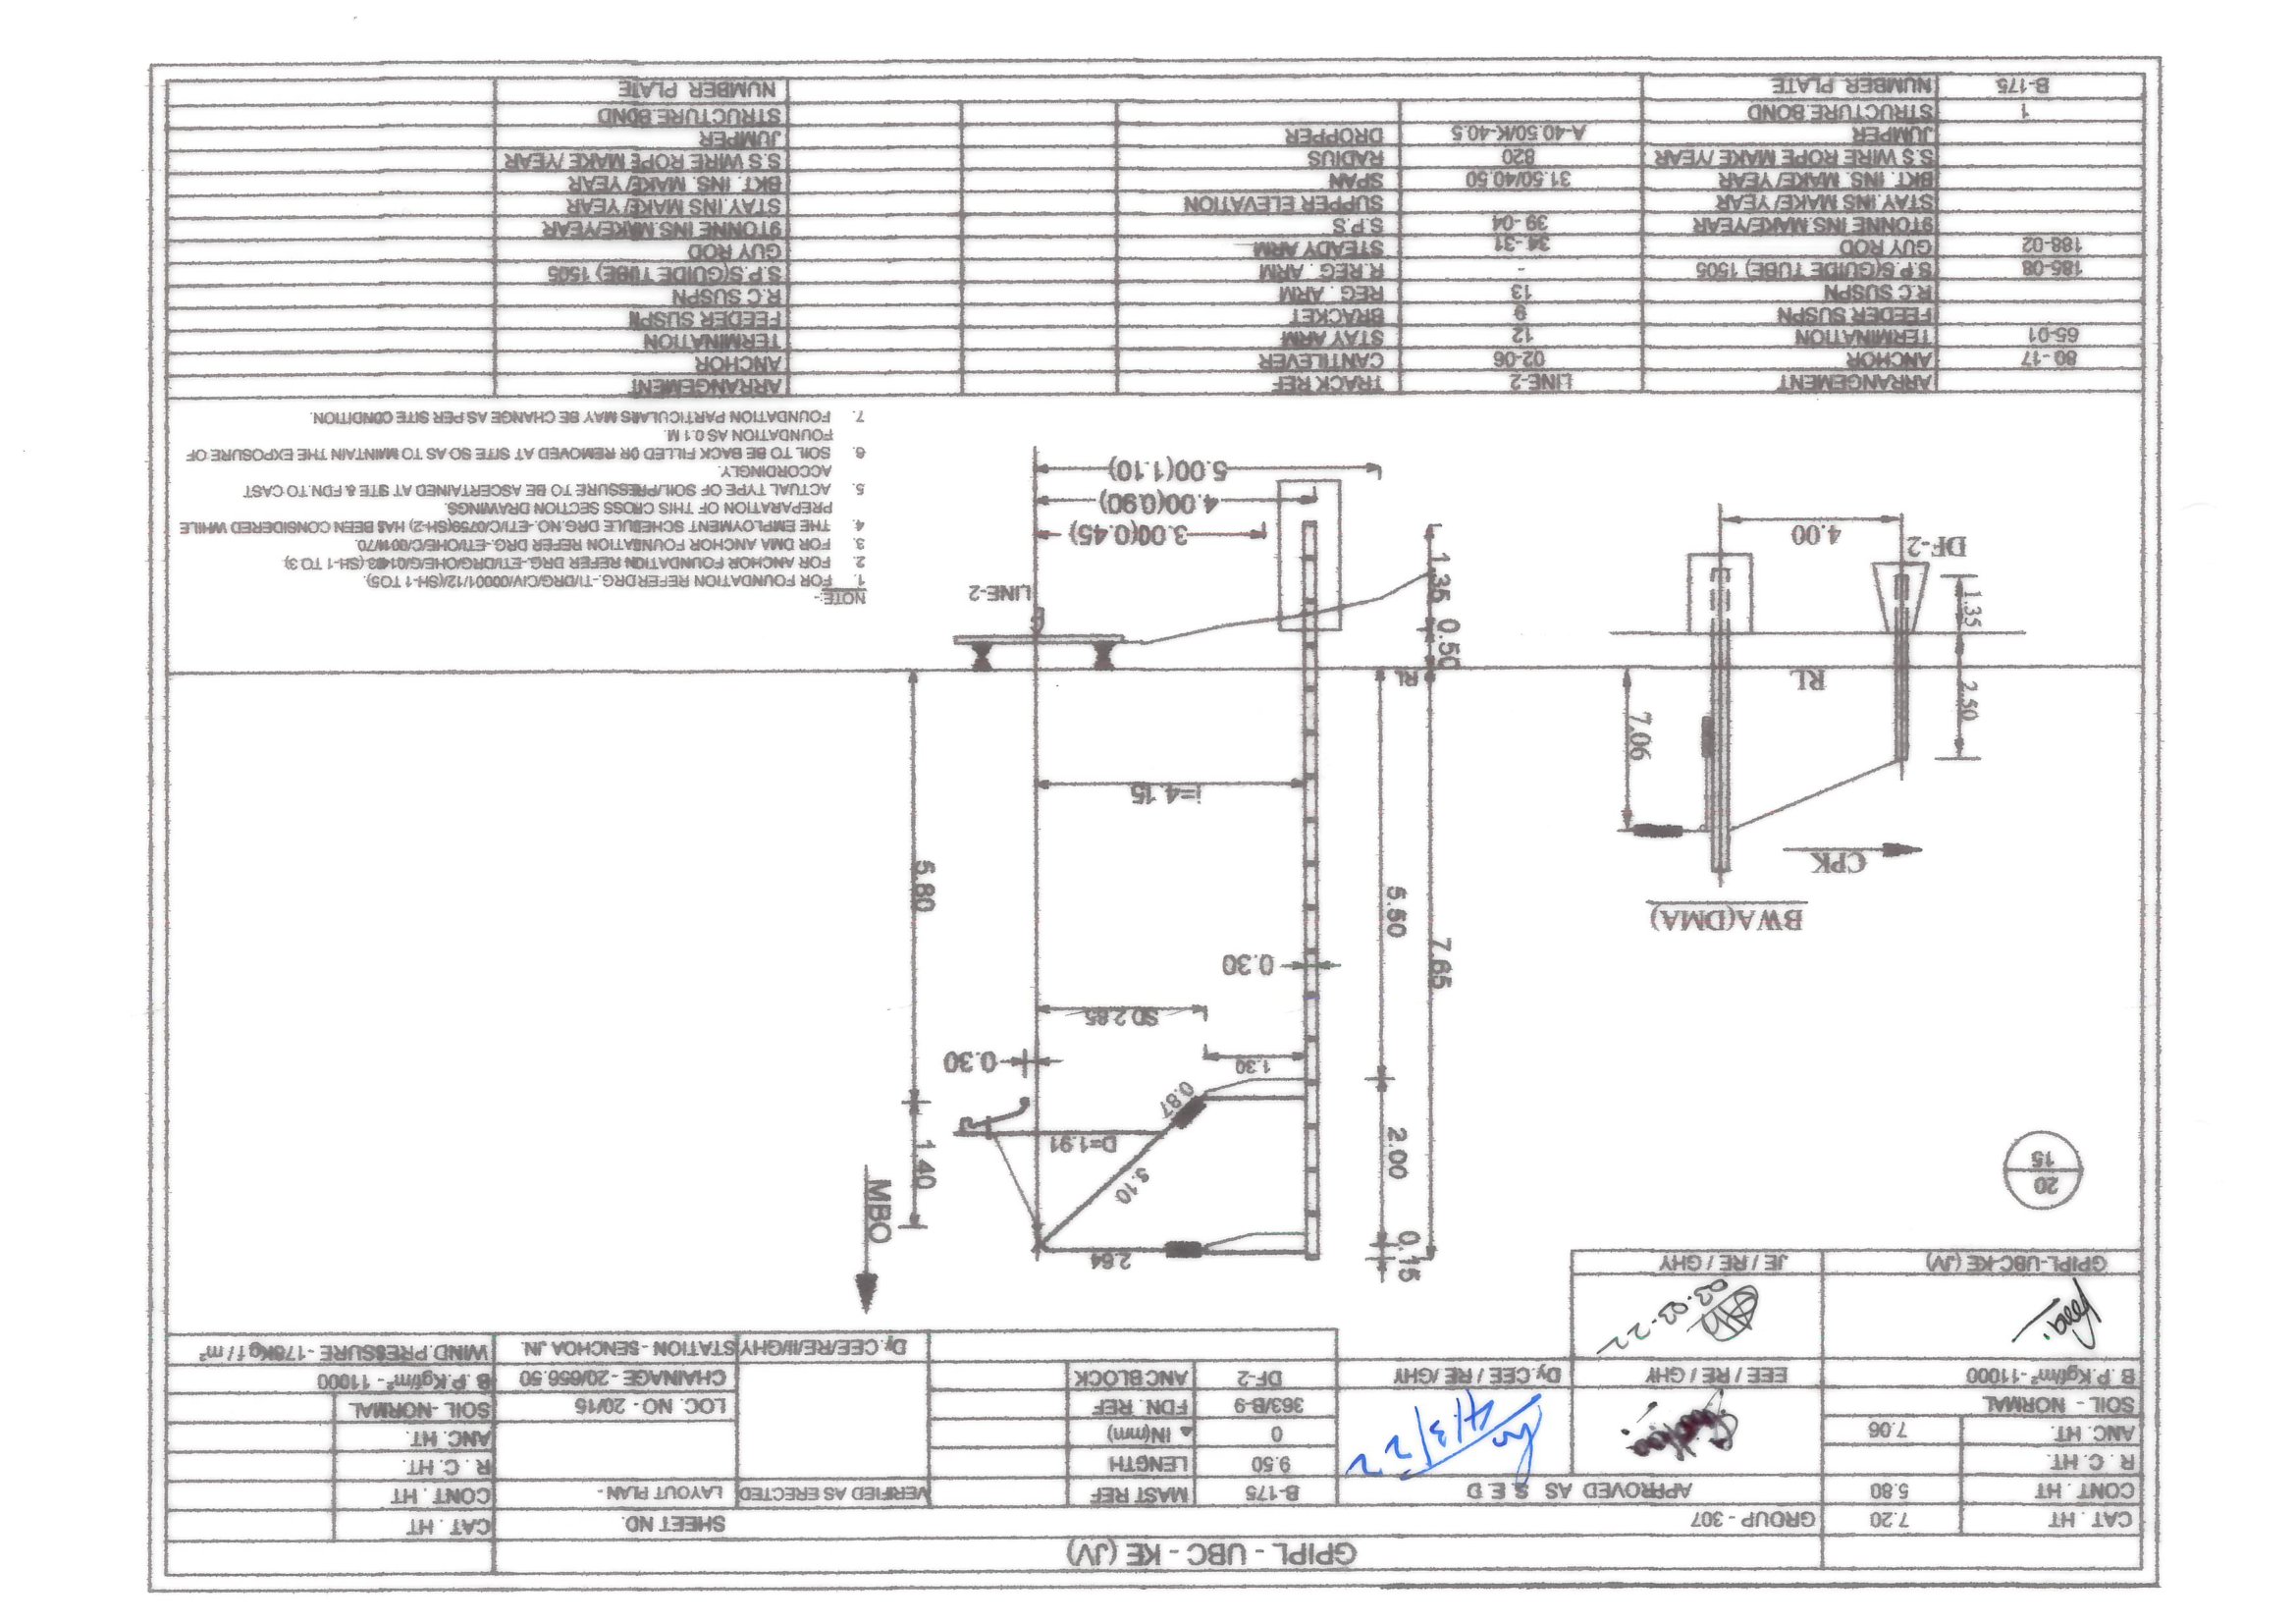 GPIPL - UBC - KE (JV)
CAT . HT 7.20 GROUP - 307 SHEET NO. CAT . HT
CONT . HT 5.80 APPROVED AS S.E.D B-175 MAST REF VERIFIED AS ERECTED LAYOUT PLAN - CONT . HT
R . C. HT. 9.50 LENGTH R . C. HT.
ANC. HT. 7.06 0 ▵ IN(mm) ANC. HT.
SOIL - NORMAL 363/B-9 FDN. REF LOC. NO - 20/15 SOIL -NORMAL
B .P.Kgf/m² -11000 EEE / RE / GHY Dy.CEE / RE /GHY DF-2 ANC BLOCK CHAINAGE - 20/656.50 B .P.Kgf/m² - 11000
4/3/22
Dy.CEE/RE/II/GHY STATION - SENCHOA JN. WIND.PRESSURE -176Kg f / m²
03-03-22
GPIPL-UBC-KE (JV) JE / RE / GHY
20
15
MBO
0.15
2.64
3.10
2.00
1.40
D=1.91
0.87
1.30
0.30
SD 2.85
7.65
0.30
5.50
5.80
BWA(DMA)
CPK
i=4.15
7.06
2.50
RL
RL
0.50
1.35
1.35
DF-2
4.00
LINE-2
3.00(0.45)
4.00(0.90)
5.00(1.10)
NOTE:-
1. FOR FOUNDATION REFER DRG.-TI/DRG/CIV/00001/12/(SH-1 TO5).
2. FOR ANCHOR FOUNDATION REFER DRG.-ETI/DRG/OHE/G/01403 (SH-1 TO 3)
3. FOR DMA ANCHOR FOUNDATION REFER DRG.-ETI/OHE/C/0014/70.
4. THE EMPLOYMENT SCHEDULE DRG.NO.-ETI/C/0759(SH-2) HAS BEEN CONSIDERED WHILE
PREPARATION OF THIS CROSS SECTION DRAWINGS.
5. ACTUAL TYPE OF SOIL/PRESSURE TO BE ASCERTAINED AT SITE & FDN.TO CAST
ACCORDINGLY.
6. SOIL TO BE BACK FILLED OR REMOVED AT SITE SO AS TO MAINTAIN THE EXPOSURE OF
FOUNDATION AS 0.1 M.
7. FOUNDATION PARTICULARS MAY BE CHANGE AS PER SITE CONDITION.
ARRANGEMENT LINE-2 TRACK REF ARRANGEMENT
80 -17 ANCHOR 02-06 CANTILEVER ANCHOR
65-01 TERMINATION 12 STAY ARM TERMINATION
FEEDER SUSPN 9 BRACKET FEEDER SUSPN
R.C SUSPN 13 REG . ARM R.C SUSPN
185-08 S.P.S(GUIDE TUBE) 1505 - R.REG . ARM S.P.S(GUIDE TUBE) 1505
188-02 GUY ROD 34 -31 STEADY ARM GUY ROD
9TONNE INS.MAKE/YEAR 39 -04 S.P.S 9TONNE INS.MAKE/YEAR
STAY.INS MAKE/ YEAR SUPPER ELEVATION STAY.INS MAKE/ YEAR
BKT. INS. MAKE/ YEAR 31.50/40.50 SPAN BKT. INS. MAKE/ YEAR
S.S WIRE ROPE MAKE /YEAR 820 RADIUS S.S WIRE ROPE MAKE /YEAR
JUMPER A-40.50/K-40.5 DROPPER JUMPER
1 STRUCTURE.BOND STRUCTURE.BOND
B-175 NUMBER PLATE NUMBER PLATE